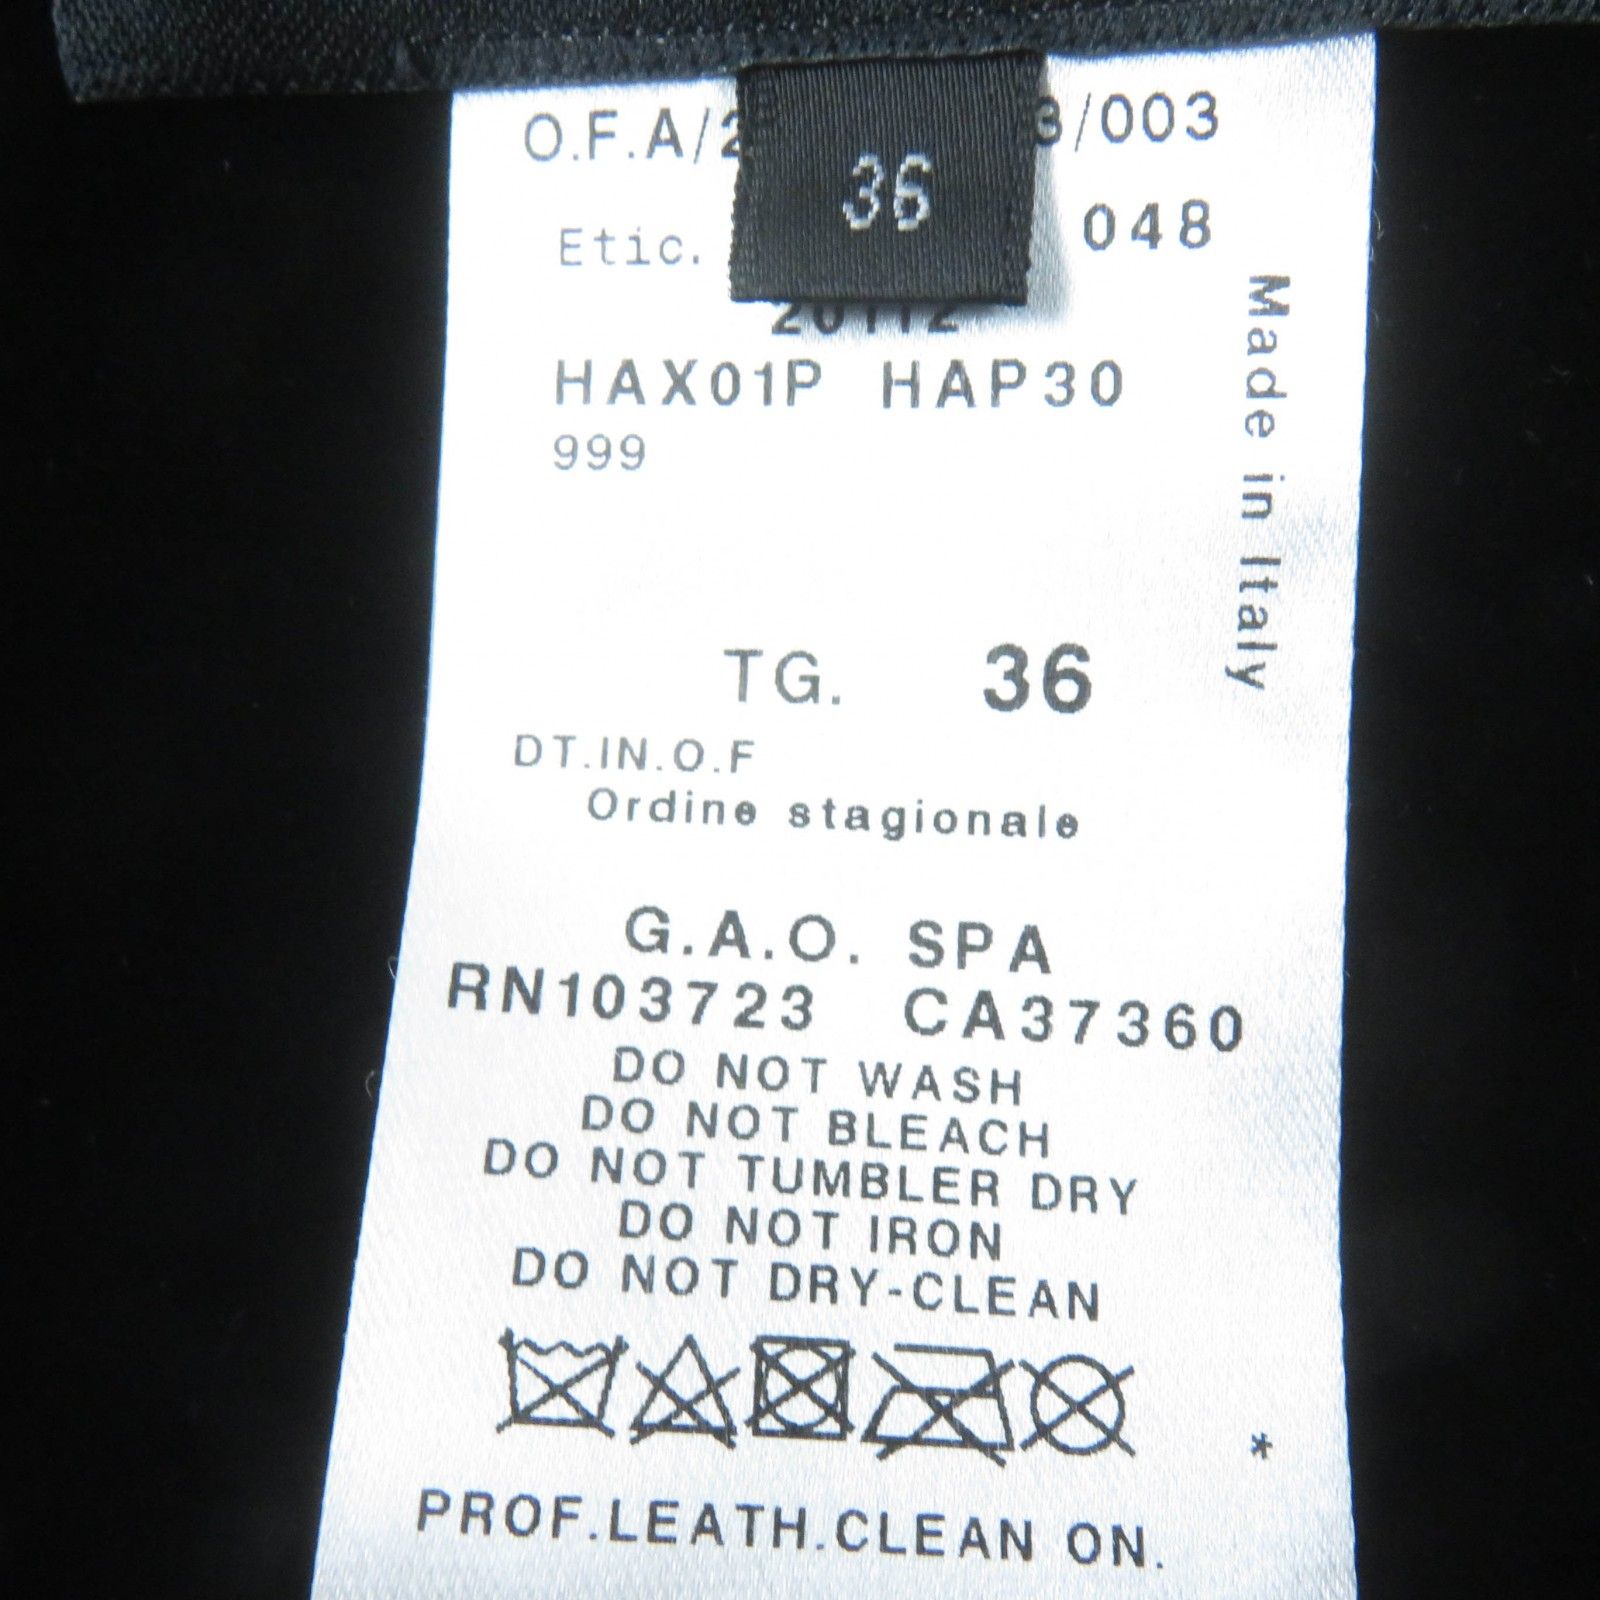 O.F.A/
36
/003
Etic.
048
HAX01P HAP30
999
Made in Italy
TG. 36
DT.IN.O.F
Ordine stagionale
G.A.O. SPA
RN103723 CA37360
DO NOT WASH
DO NOT BLEACH
DO NOT TUMBLER DRY
DO NOT IRON
DO NOT DRY-CLEAN
*
PROF.LEATH.CLEAN ON.